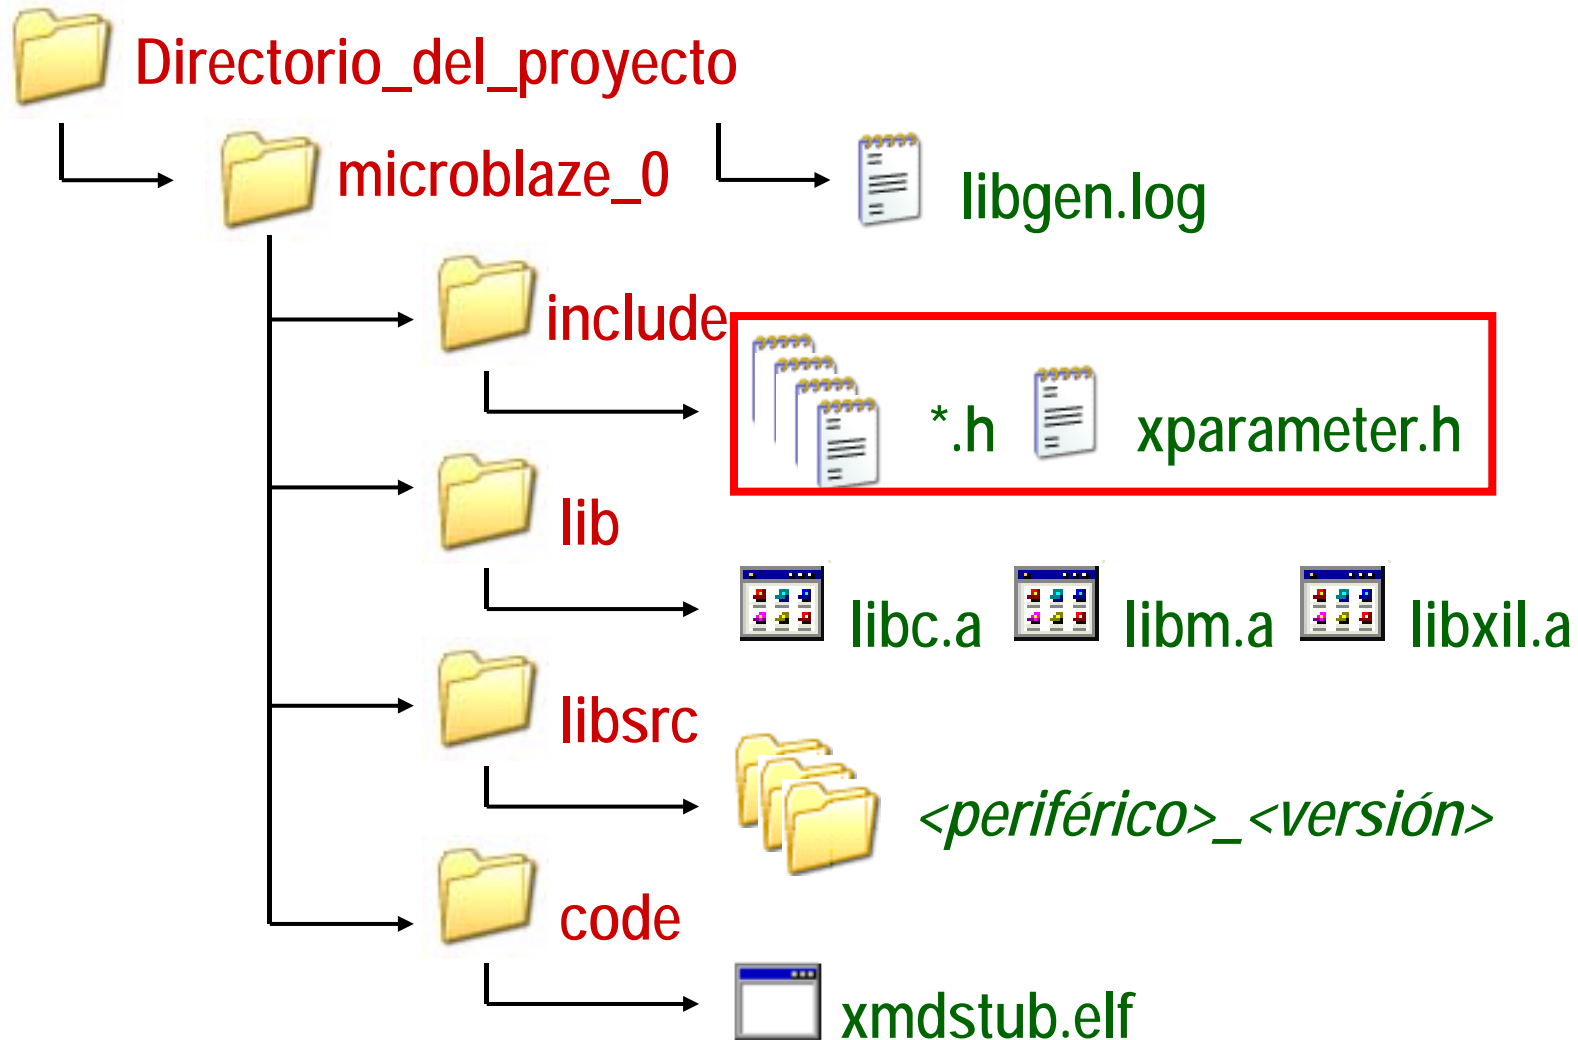 Directorio_del_proyecto
microblaze_0
libgen.log
include
*.h
xparameter.h
lib
libc.a
libm.a
libxil.a
libsrc
<periférico>_<versión>
code
xmdstub.elf